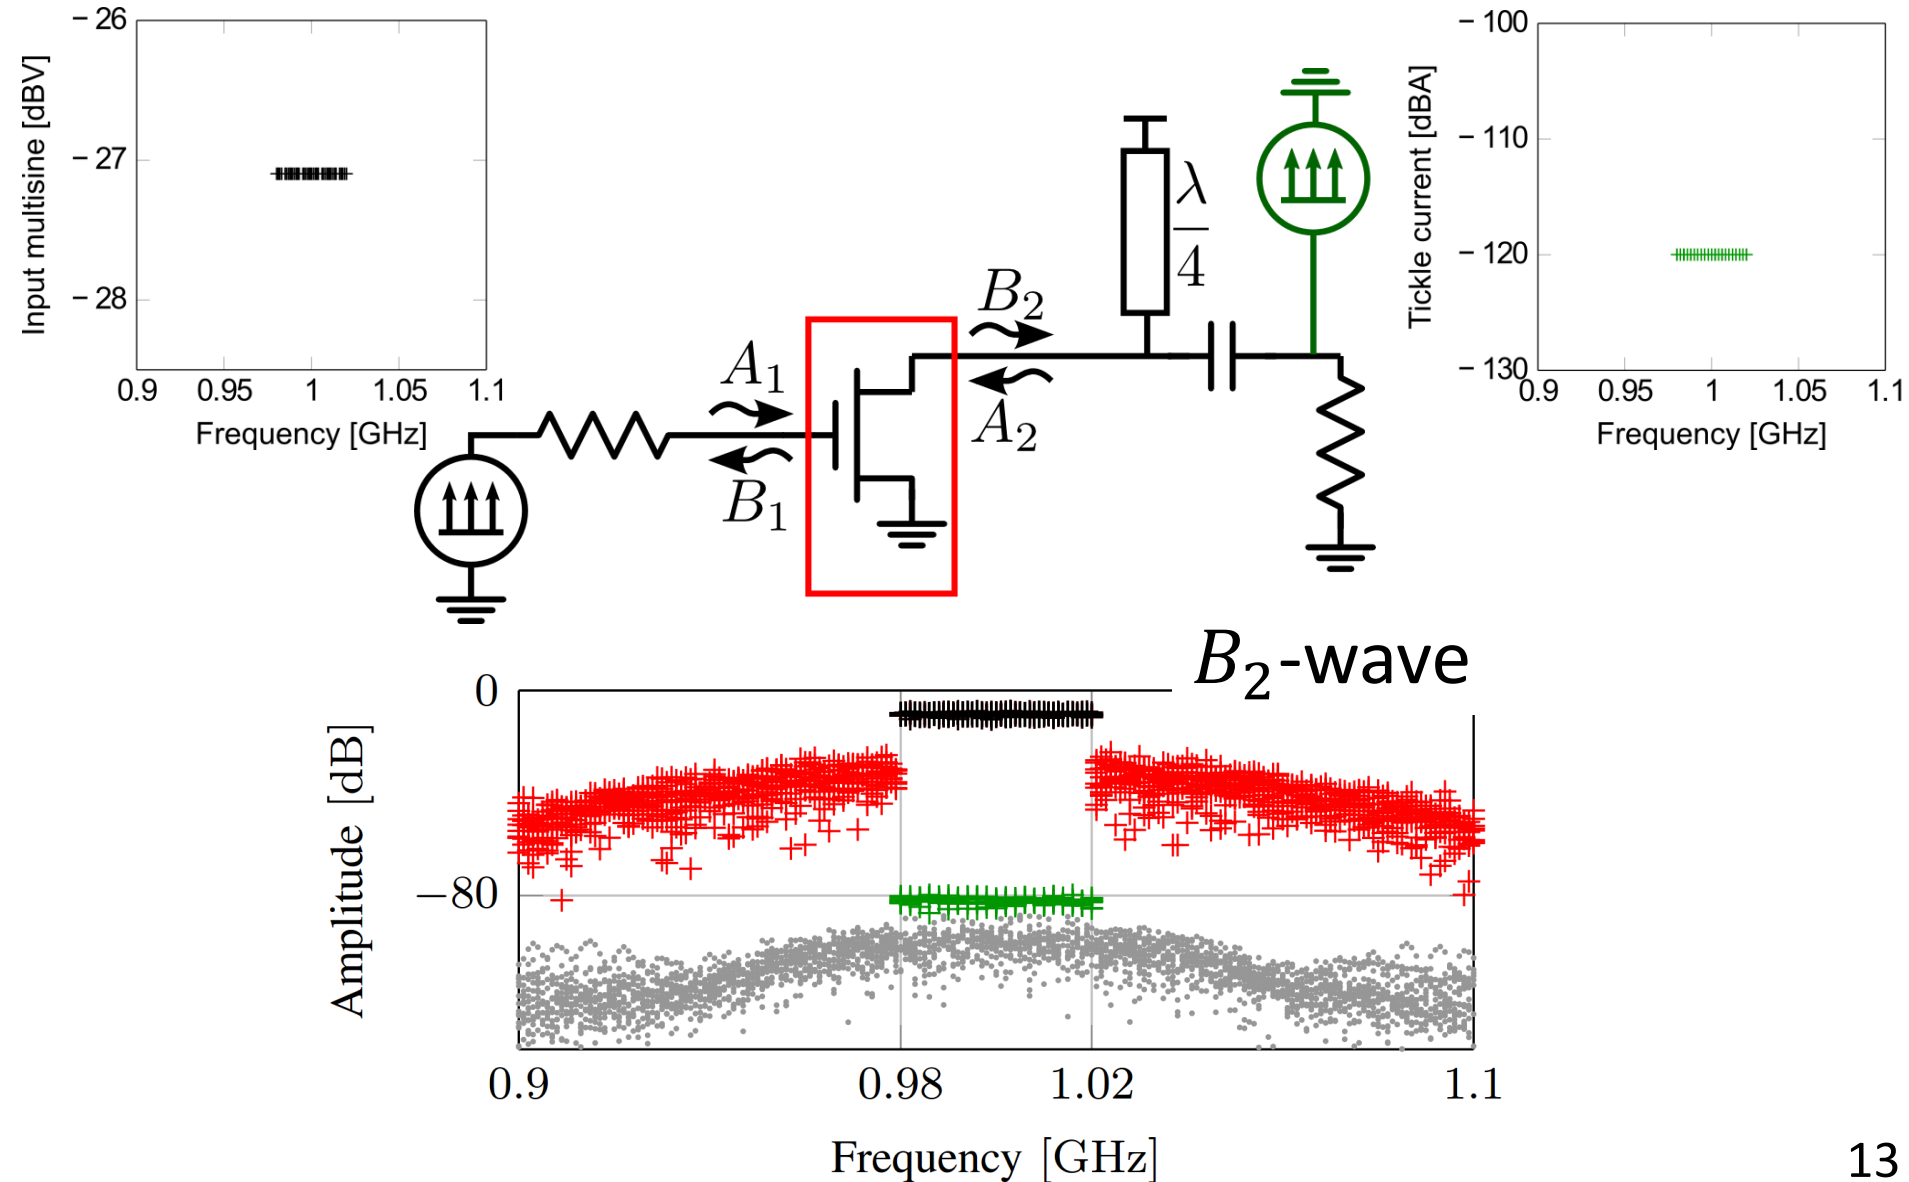 Input multisine [dBV]
−26
−27
−28
0.9 0.95 1 1.05 1.1
Frequency [GHz]
Tickle current [dBA]
−100
−110
−120
−130
0.9 0.95 1 1.05 1.1
Frequency [GHz]
λ
4
B2
A2
A1
B1
B2-wave
Amplitude [dB]
0
−80
0.9 0.98 1.02 1.1
Frequency [GHz]
13